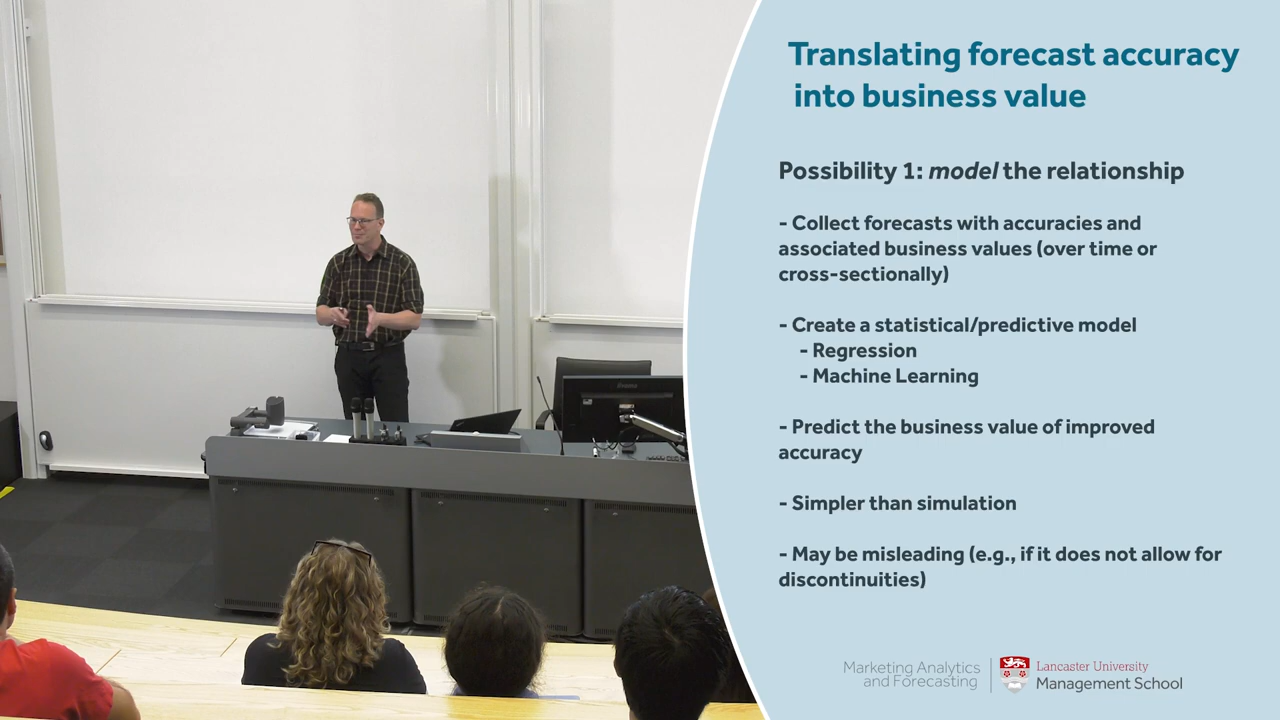 Translating forecast accuracy
into business value
Possibility 1: model the relationship
- Collect forecasts with accuracies and
associated business values (over time or
cross-sectionally)
- Create a statistical/predictive model
- Regression
- Machine Learning
- Predict the business value of improved
accuracy
- Simpler than simulation
- May be misleading (e.g., if it does not allow for
discontinuities)
Marketing Analytics
and Forecasting
Lancaster University
Management School